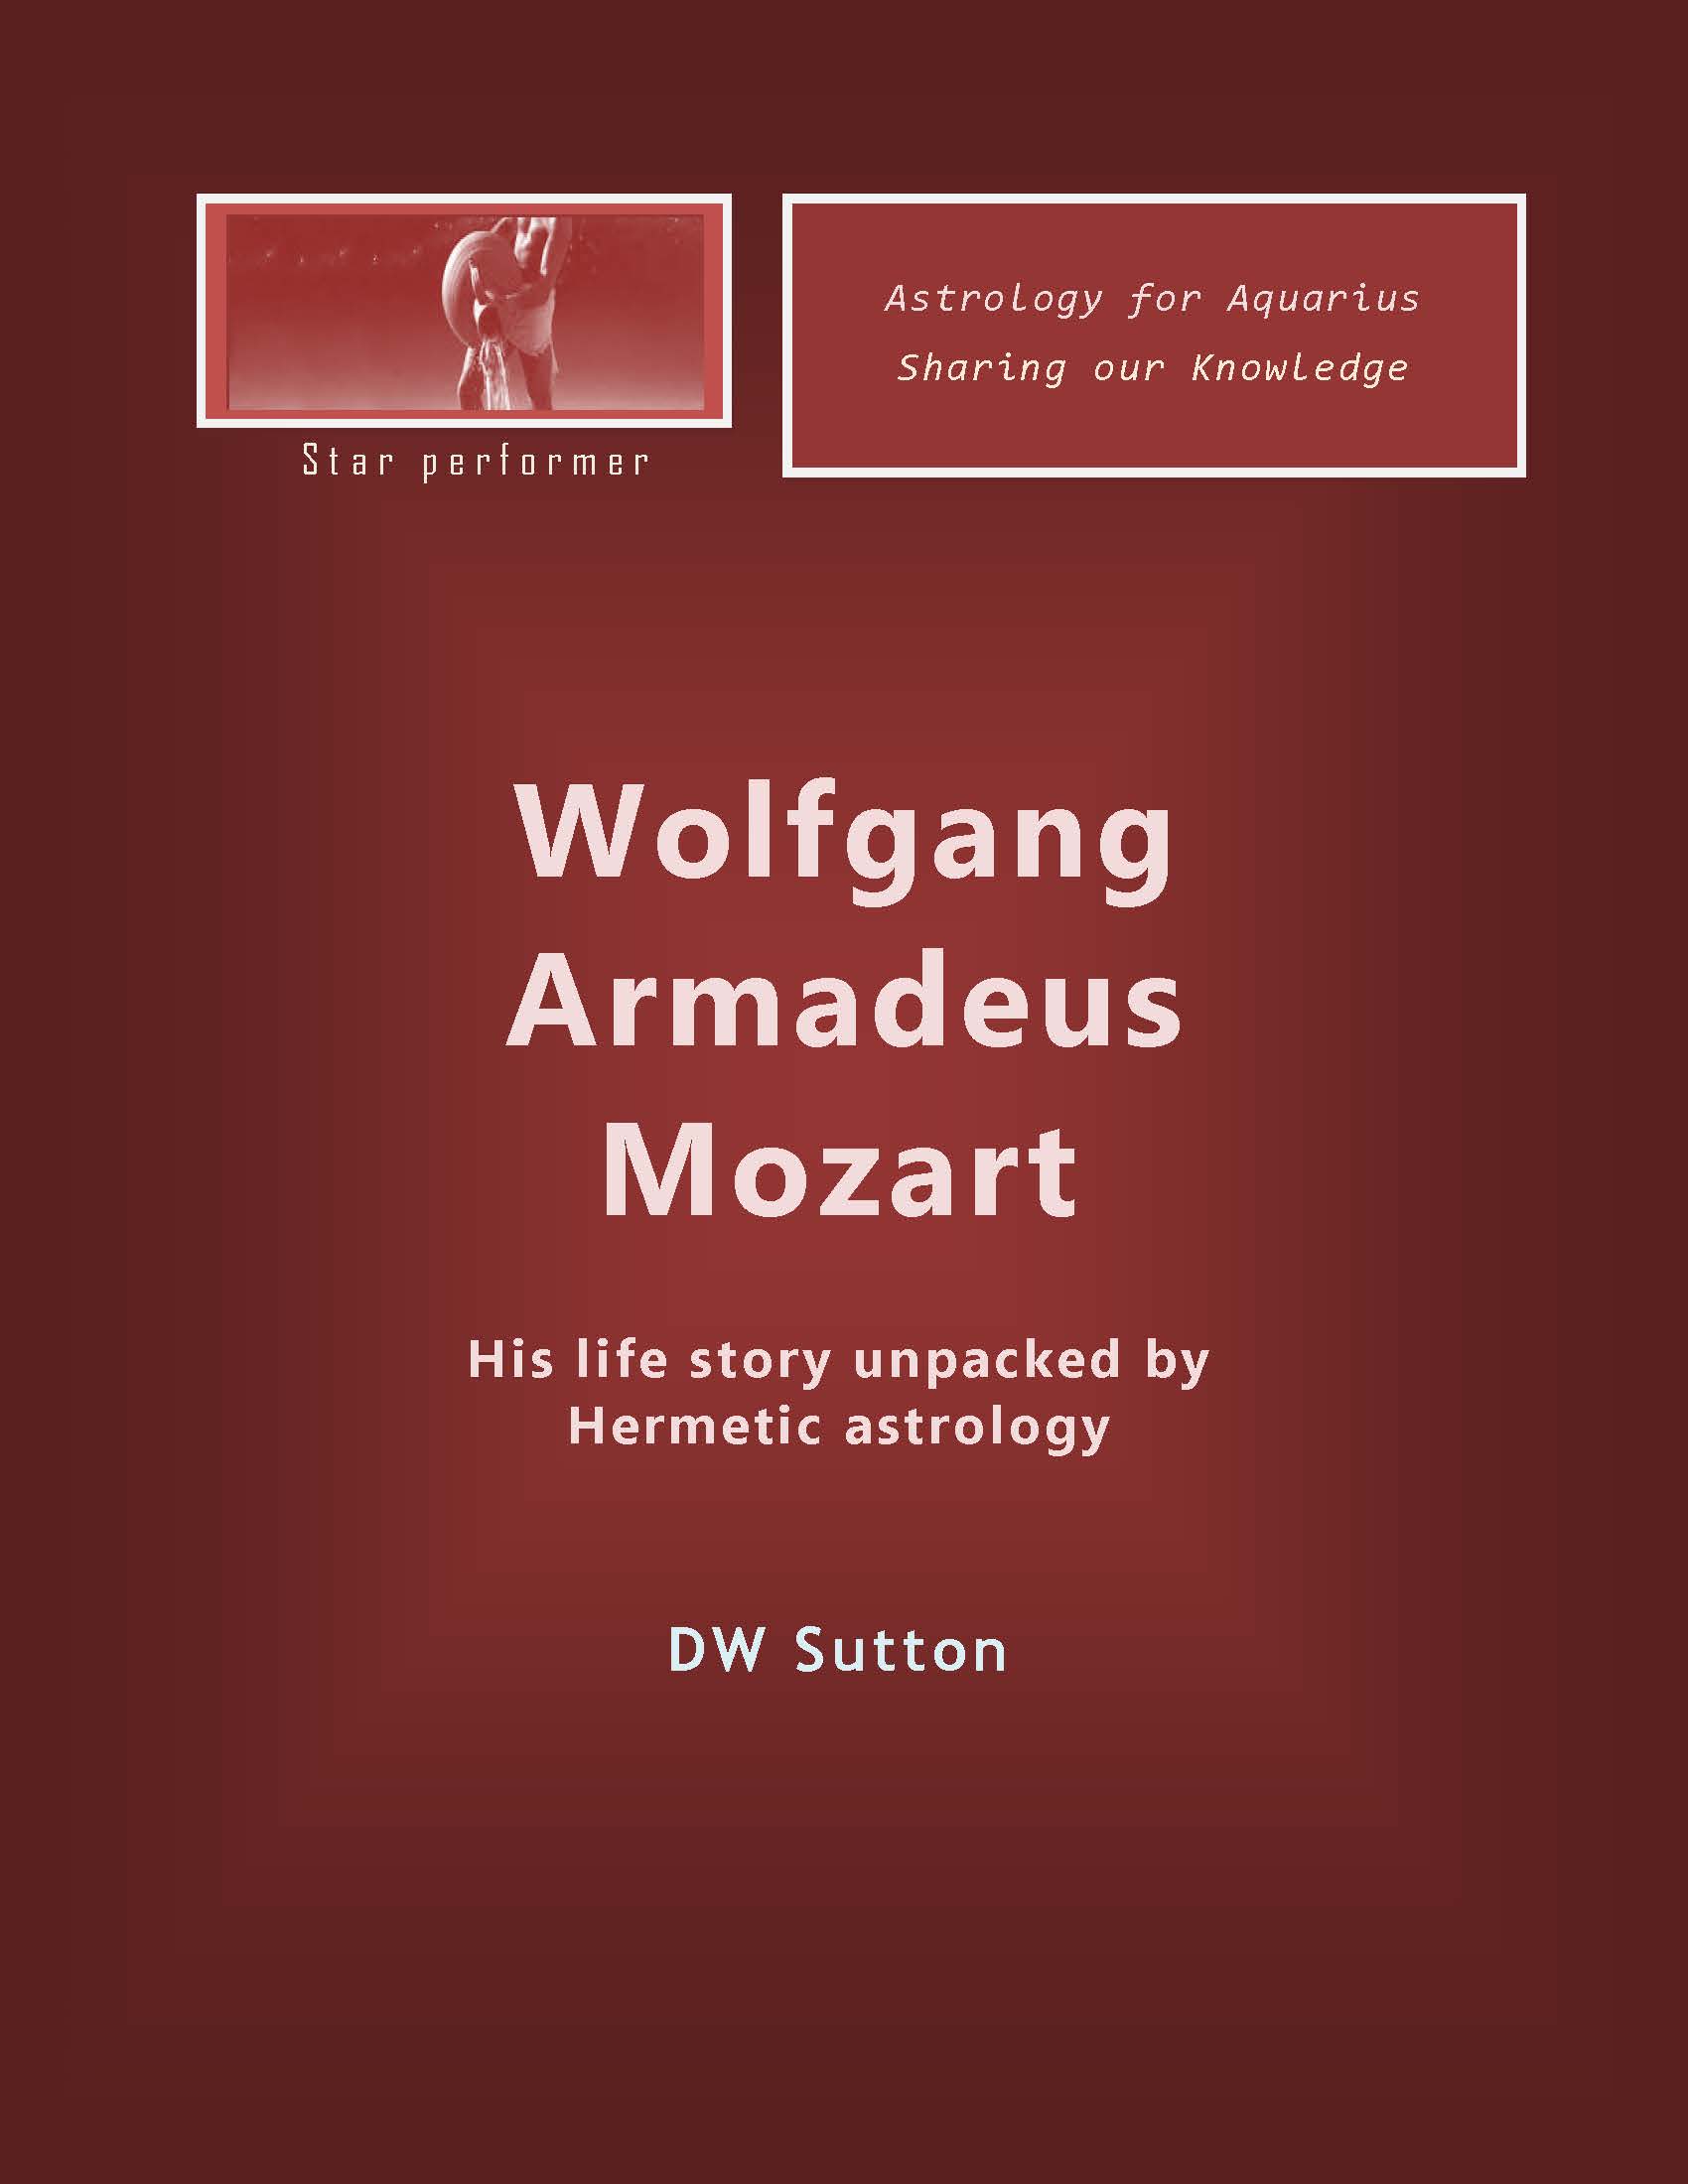 Astrology for Aquarius
Sharing our Knowledge
Star performer
Wolfgang
Armadeus
Mozart
His life story unpacked by
Hermetic astrology
DW Sutton